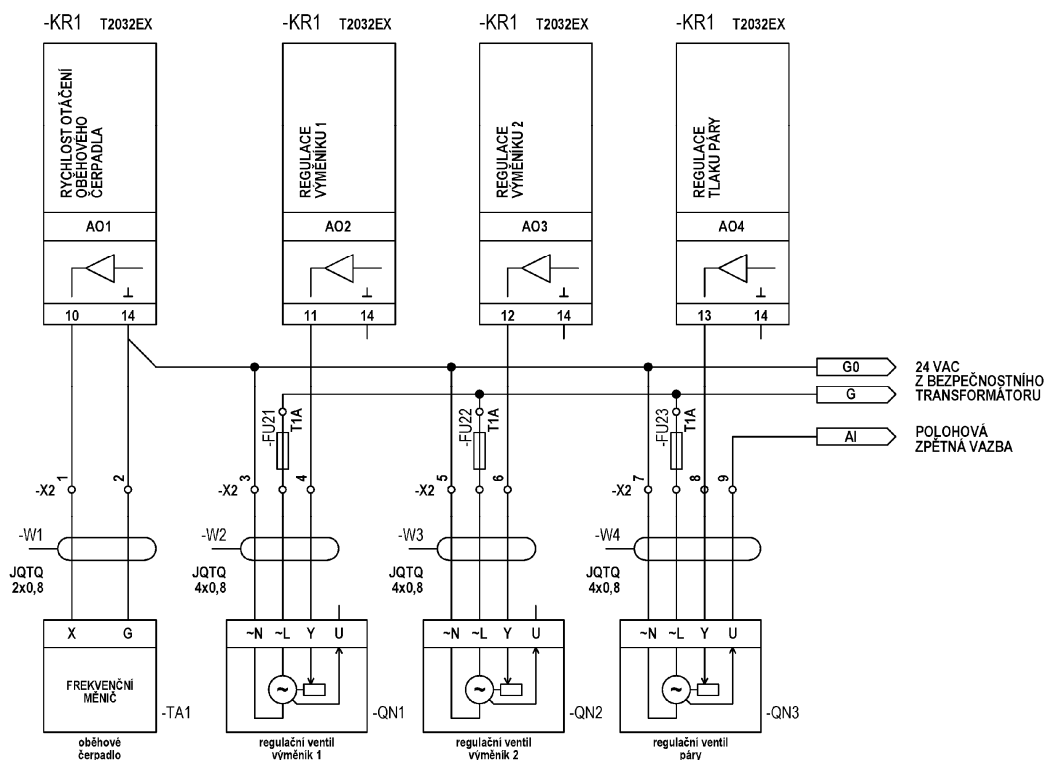 -KR1 T2032EX
-KR1 T2032EX
-KR1 T2032EX
-KR1 T2032EX
RYCHLOST OTÁČENÍ
OBĚHOVÉHO
ČERPADLA
REGULACE
VÝMĚNÍKU 1
REGULACE
VÝMĚNÍKU 2
REGULACE
TLAKU PÁRY
AO1
AO2
AO3
AO4
10 14
11 14
12 14
13 14
G0
24 VAC
Z BEZPEČNOSTNÍHO
TRANSFORMÁTORU
G
AI
POLOHOVÁ
ZPĚTNÁ VAZBA
-FU21
T1A
-FU22
T1A
-FU23
T1A
-X2 1 2
-X2 3 4
-X2 5 6
-X2 7 8 9
-W1
JQTQ
2x0,8
-W2
JQTQ
4x0,8
-W3
JQTQ
4x0,8
-W4
JQTQ
4x0,8
X G
~N ~L Y U
~N ~L Y U
~N ~L Y U
FREKVENČNÍ
MĚNIČ
~
~
~
-TA1
-QN1
-QN2
-QN3
oběhové
čerpadlo
regulační ventil
výměník 1
regulační ventil
výměník 2
regulační ventil
páry